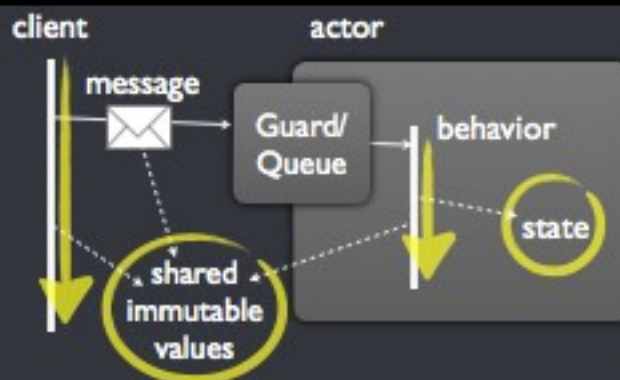 client
actor
message
Guard/
Queue
behavior
state
shared
immutable
values